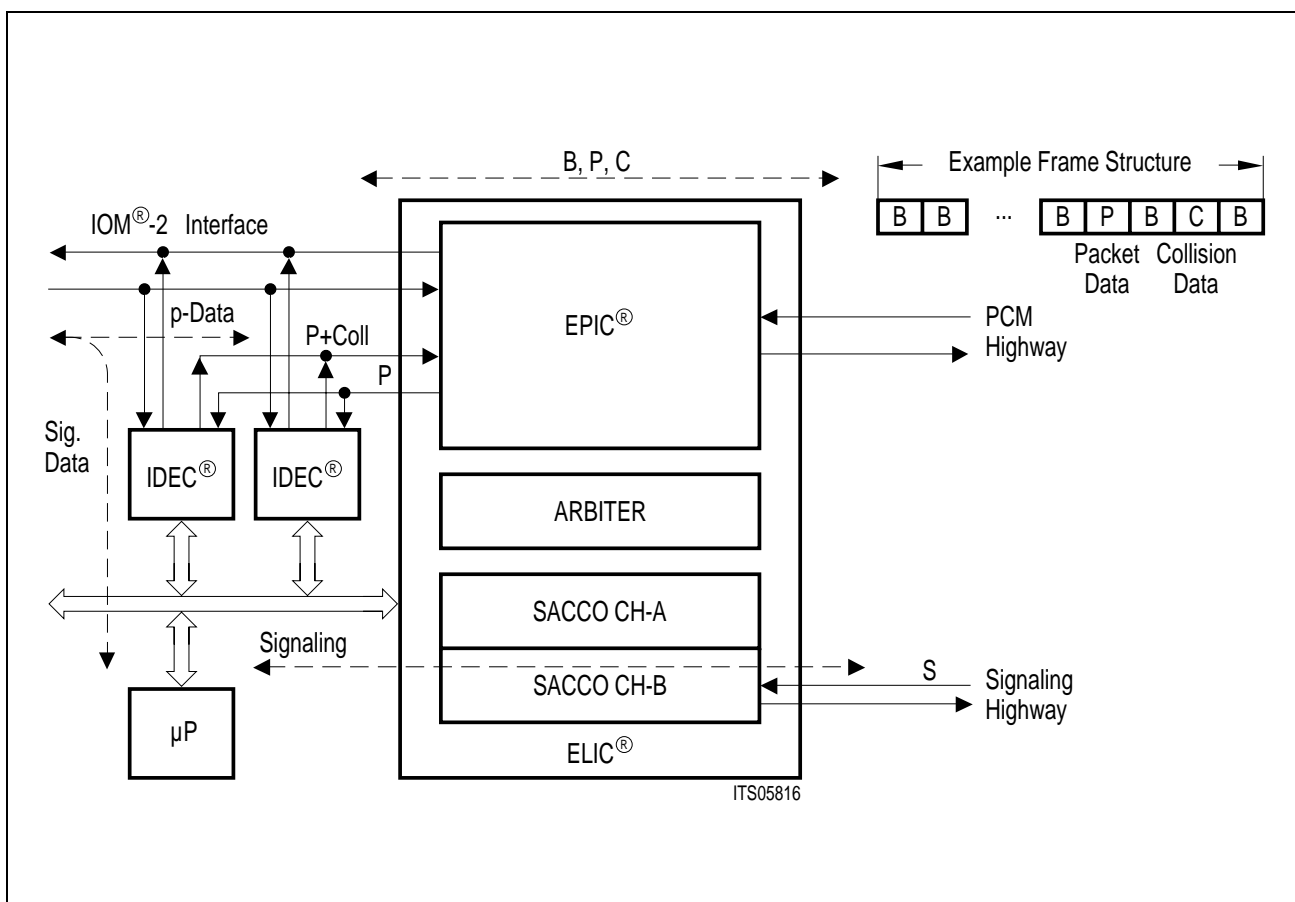 B, P, C
Example Frame Structure
B B ... B P B C B
Packet Collision
Data Data
IOM®-2 Interface
p-Data
P+Coll
P
EPIC®
PCM
Highway
Sig.
Data
IDEC® IDEC®
ARBITER
SACCO CH-A
Signaling
SACCO CH-B
S
Signaling
Highway
µP
ELIC®
ITS05816